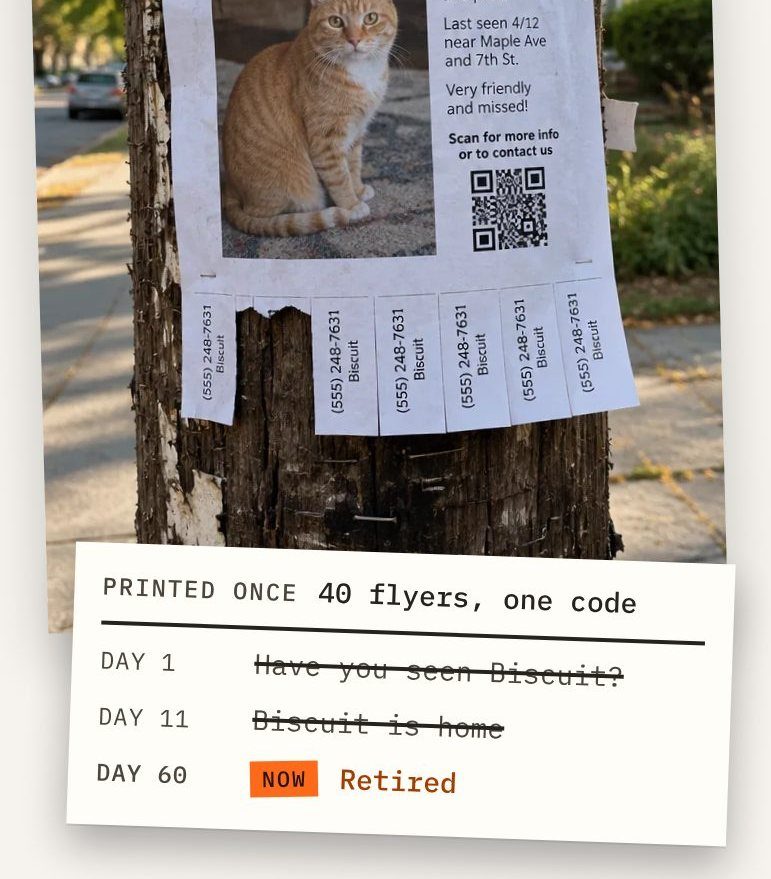 Last seen 4/12
near Maple Ave
and 7th St.
Very friendly
and missed!
Scan for more info
or to contact us
(555) 248-7631
Biscuit
(555) 248-7631
Biscuit
(555) 248-7631
Biscuit
(555) 248-7631
Biscuit
(555) 248-7631
Biscuit
(555) 248-7631
Biscuit
PRINTED ONCE 40 flyers, one code
DAY 1 Have you seen Biscuit?
DAY 11 Biscuit is home
DAY 60 NOW Retired